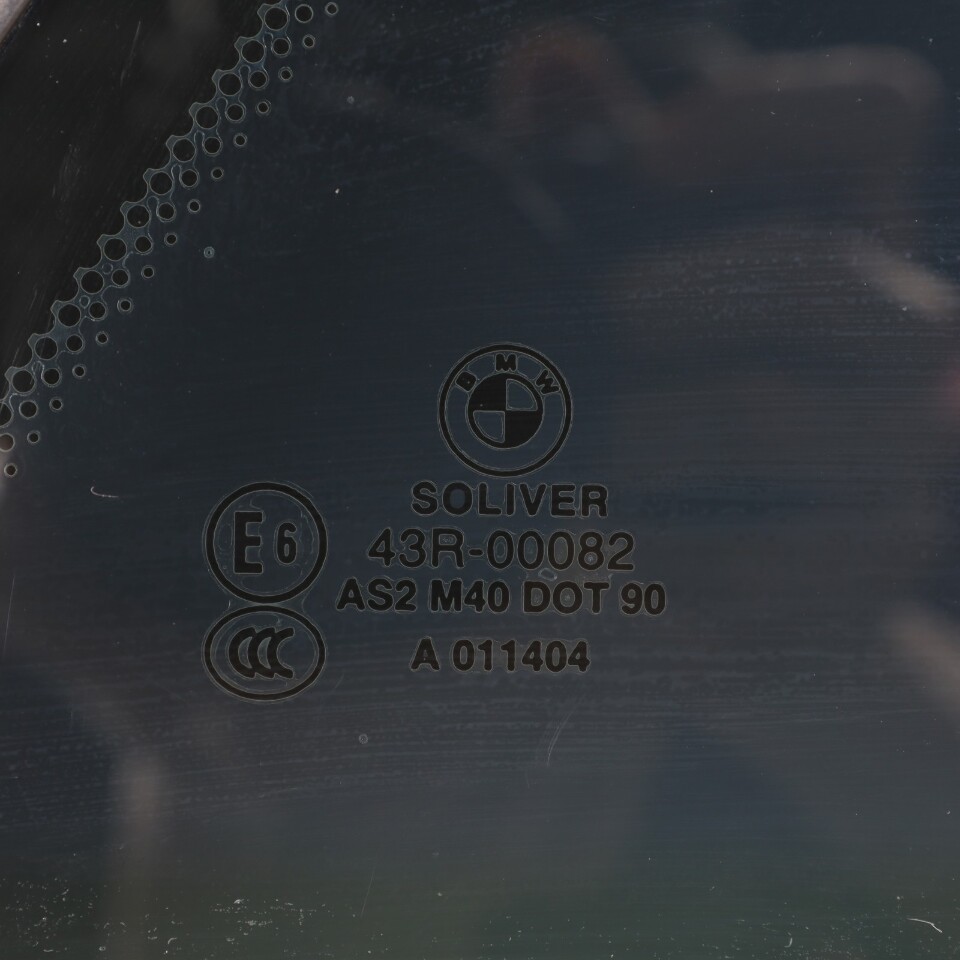 BMW
SOLIVER
E6
43R-00082
AS2 M40 DOT 90
CCC
A 011404